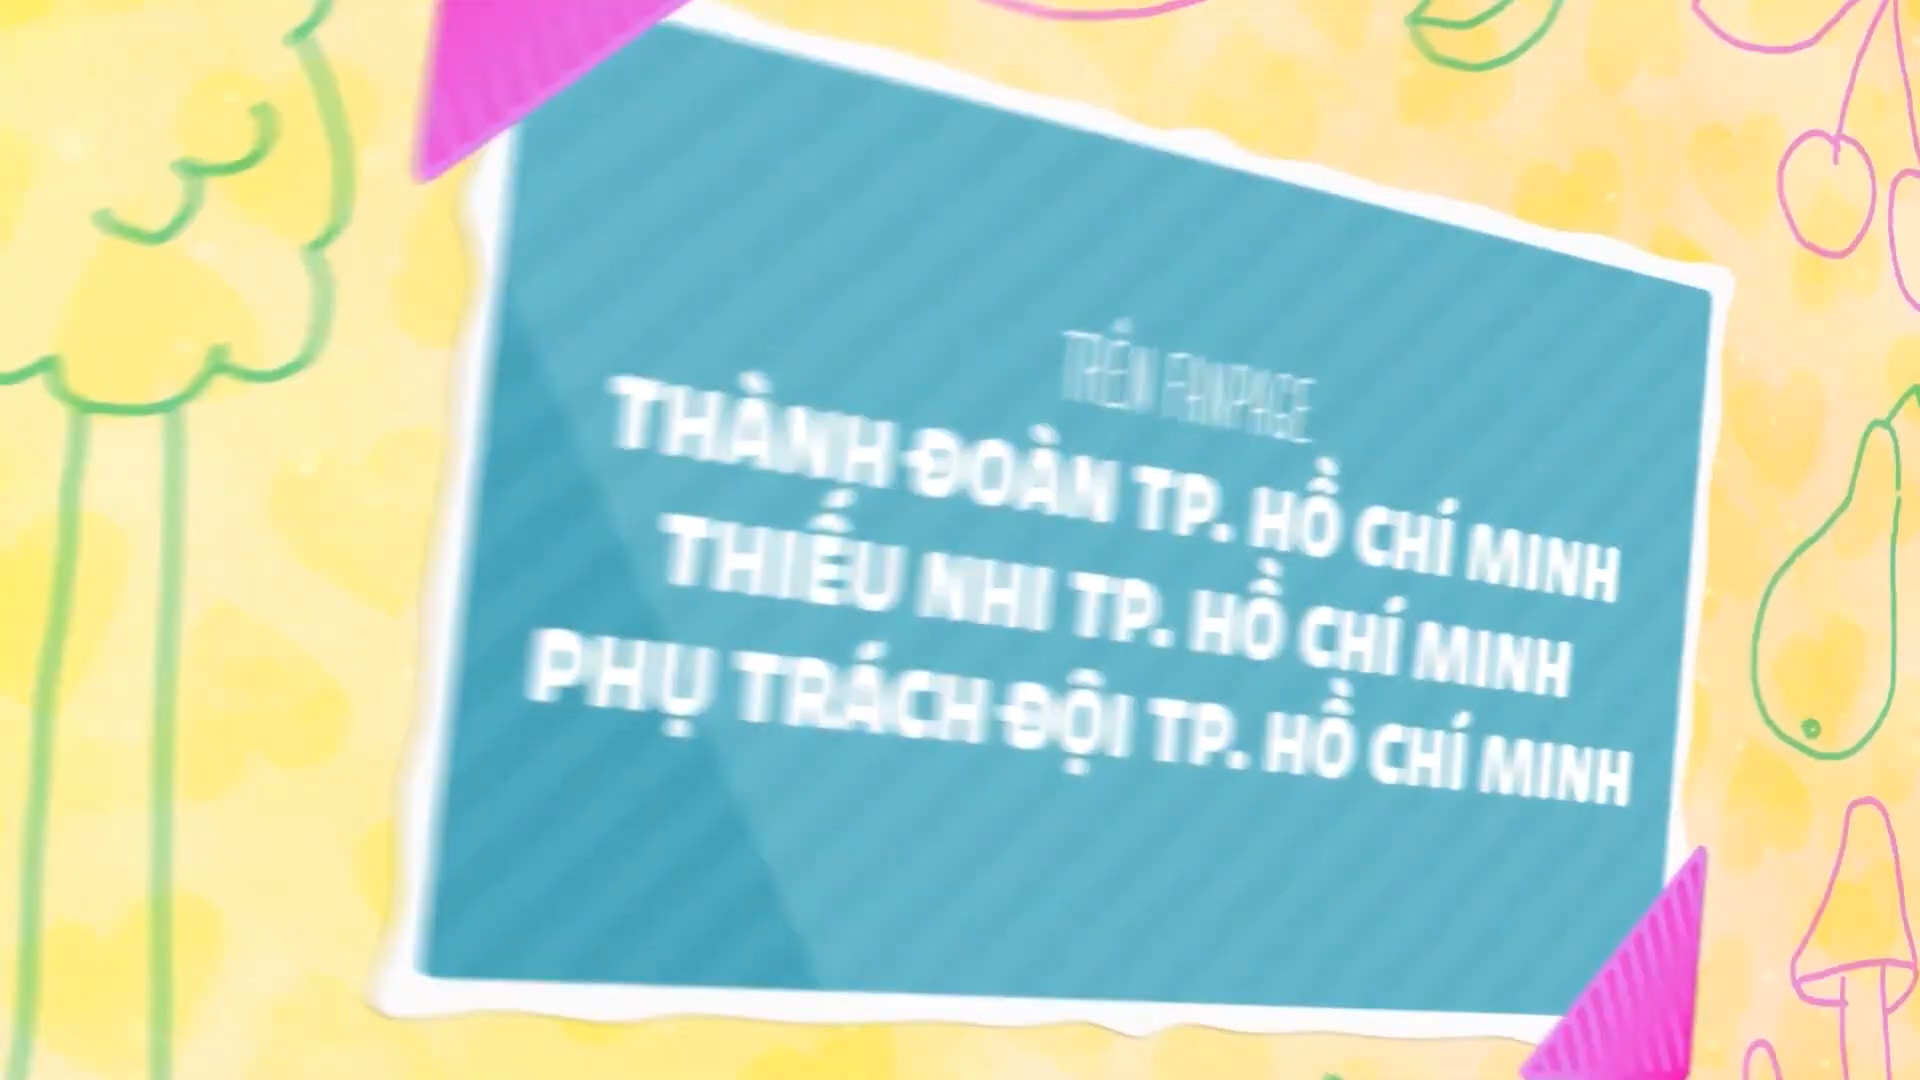 TRÊN FANPAGE
THÀNH ĐOÀN TP. HỒ CHÍ MINH
THIẾU NHI TP. HỒ CHÍ MINH
PHỤ TRÁCH ĐỘI TP. HỒ CHÍ MINH